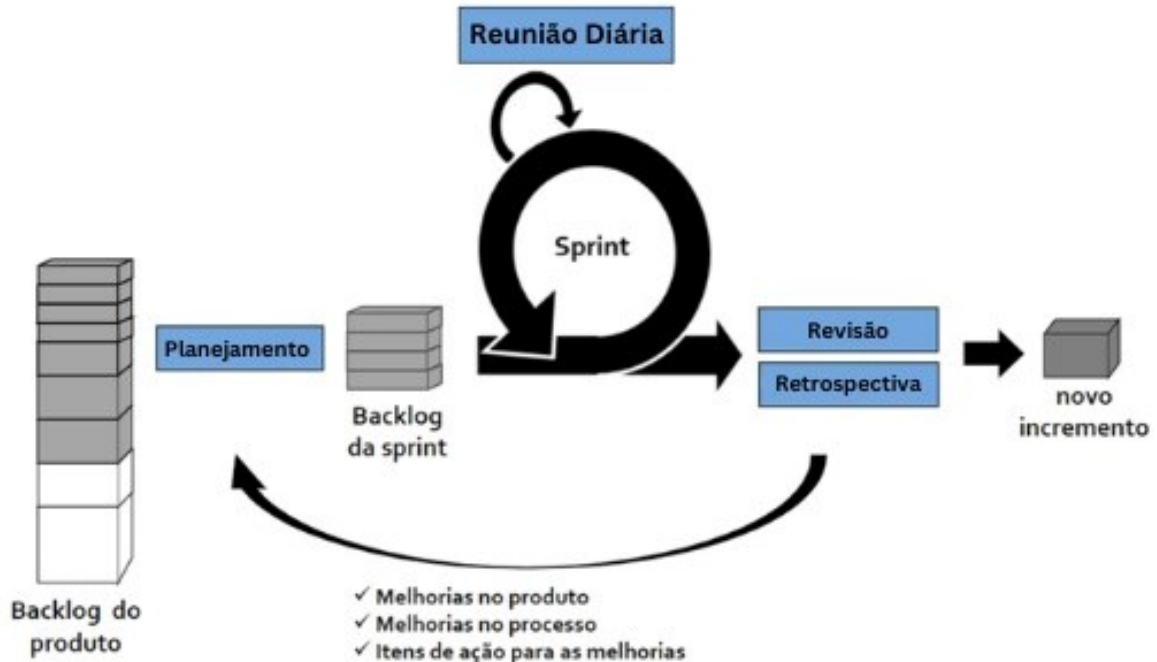 Reunião Diária
Sprint
Planejamento
Backlog
da sprint
Revisão
Retrospectiva
novo
incremento
Backlog do
produto
✓ Melhorias no produto
✓ Melhorias no processo
✓ Itens de ação para as melhorias